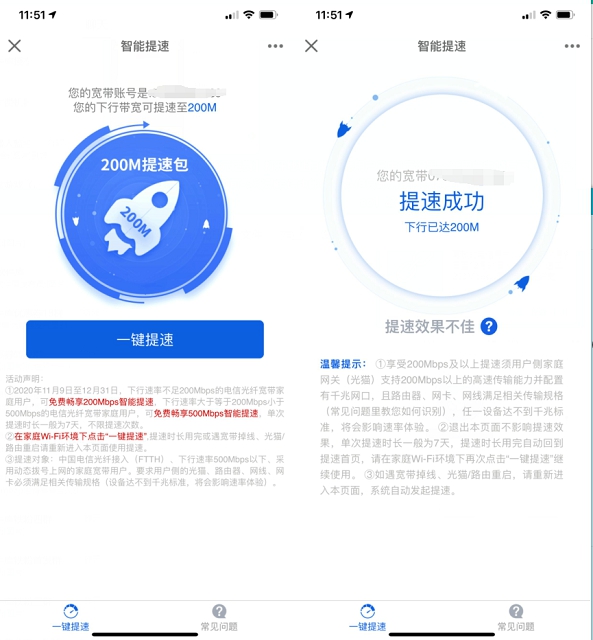 11:51
智能提速
您的宽带账号是
您的下行带宽可提速至200M
200M提速包
200M
一键提速
活动声明:
①2020年11月9日至12月31日，下行速率不足200Mbps的电信光纤宽带家
庭用户，可免费畅享200Mbps智能提速、下行速率大于等于200Mbps小于
500Mbps的电信光纤宽带家庭用户，可免费畅享500Mbps智能提速，单次
提速时长一般为7天，不限提速次数。
②在家庭Wi-Fi环境下点击“一键提速”,提速时长用完或遇宽带掉线、光猫/
路由重启请重新进入本页面使用提速。
③提速对象：中国电信光纤接入（FTTH）、下行速率500Mbps以下，采
用动态拨号上网的家庭宽带用户。要求用户侧的光猫、路由器、网线、网
卡必须满足相关传输规格（设备达不到千兆标准，将会影响速率体验）。
一键提速
常见问题
11:51
智能提速
您的宽带0
提速成功
下行已达200M
提速效果不佳 ?
温馨提示： ①享受200Mbps及以上提速须用户侧家庭
网关（光猫）支持200Mbps以上的高速传输能力并配置
有千兆网口，且路由器、网卡、网线满足相关传输规格
（常见问题里教您如何识别），任一设备达不到千兆标
准，将会影响速率体验。 ②退出本页面不影响提速效
果，单次提速时长一般为7天，提速时长用完自动回到
提速首页，请在家庭Wi-Fi环境下再次点击“一键提速”继
续使用。 ③如遇宽带掉线、光猫/路由重启，请重新进
入本页面，系统自动发起提速。
一键提速
常见问题